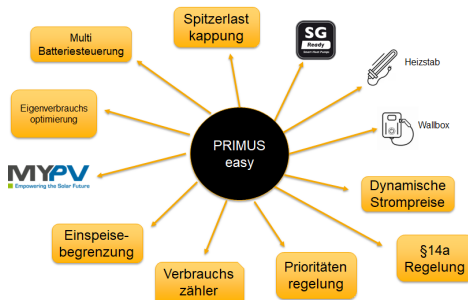 Multi
Batteriesteuerung
Spitzerlast
kappung
SG
Ready
Heizstab
Eigenverbrauchs
optimierung
PRIMUS
easy
Wallbox
MYPV
Empowering the Solar Future
Dynamische
Strompreise
Einspeise-
begrenzung
Verbrauchs
zähler
Prioritäten
regelung
§14a
Regelung